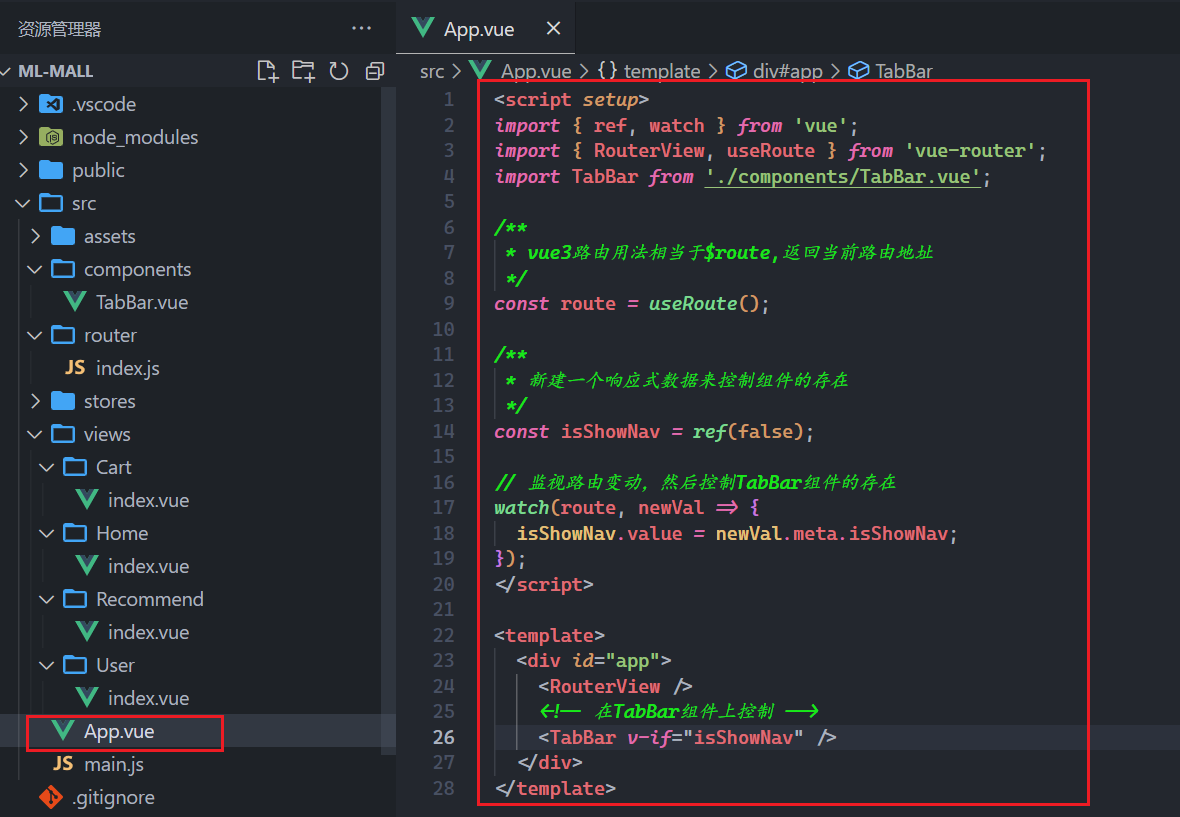 资源管理器
···
ML-MALL
.vscode
node_modules
public
src
assets
components
TabBar.vue
router
JS index.js
stores
views
Cart
index.vue
Home
index.vue
Recommend
index.vue
User
index.vue
App.vue
JS main.js
.gitignore
App.vue
src > App.vue > {} template > div#app > TabBar
1 <script setup>
2 import { ref, watch } from 'vue';
3 import { RouterView, useRoute } from 'vue-router';
4 import TabBar from './components/TabBar.vue';
5
6 /**
7 * vue3路由用法相当于$route,返回当前路由地址
8 */
9 const route = useRoute();
10
11 /**
12 * 新建一个响应式数据来控制组件的存在
13 */
14 const isShowNav = ref(false);
15
16 // 监视路由变动，然后控制TabBar组件的存在
17 watch(route, newVal => {
18 isShowNav.value = newVal.meta.isShowNav;
19 });
20 </script>
21
22 <template>
23 <div id="app">
24 <RouterView />
25 <!-- 在TabBar组件上控制 -->
26 <TabBar v-if="isShowNav" />
27 </div>
28 </template>